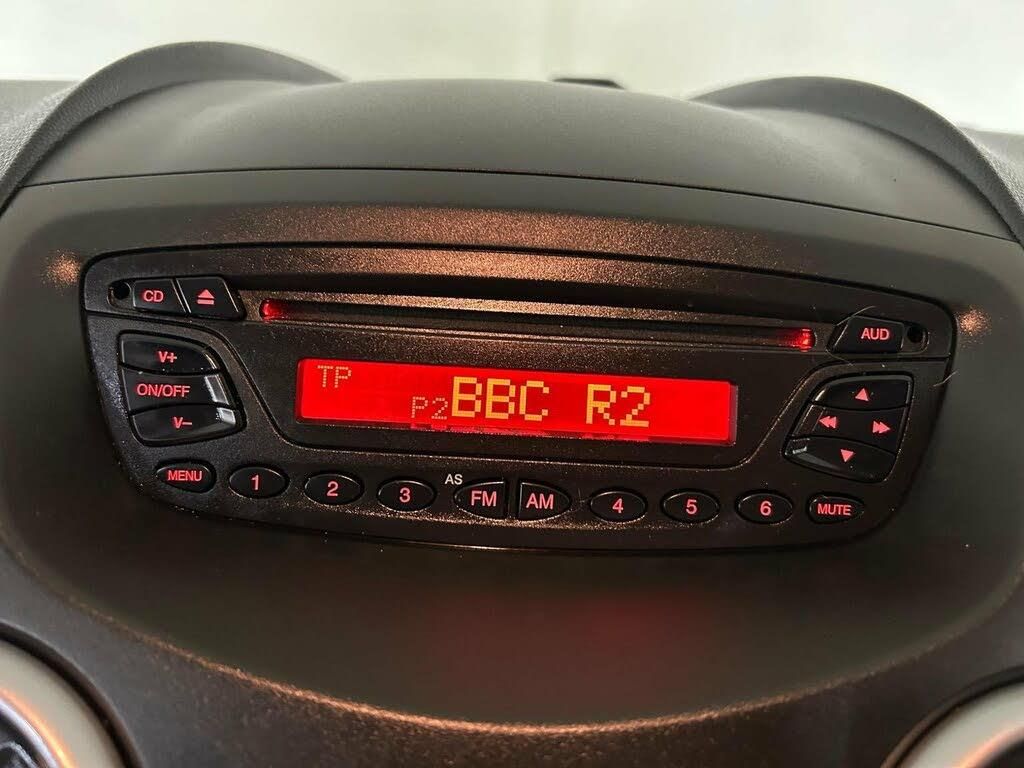 CD
AUD
V+
ON/OFF
V–
TP
P2 BBC R2
MENU 1 2 3 AS FM AM 4 5 6 MUTE